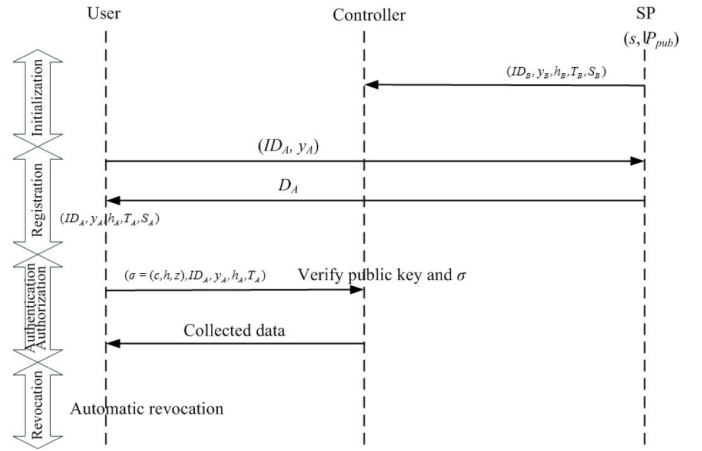 User Controller SP
(s, P_pub)
(ID_B, y_B, h_B, T_B, S_B)
Initialization
(ID_A, y_A)
D_A
Registration
(ID_A, y_A, h_A, T_A, S_A)
(σ = (c, h, z), ID_A, y_A, h_A, T_A) Verify public key and σ
Authentication
Authorization
Collected data
Revocation
Automatic revocation